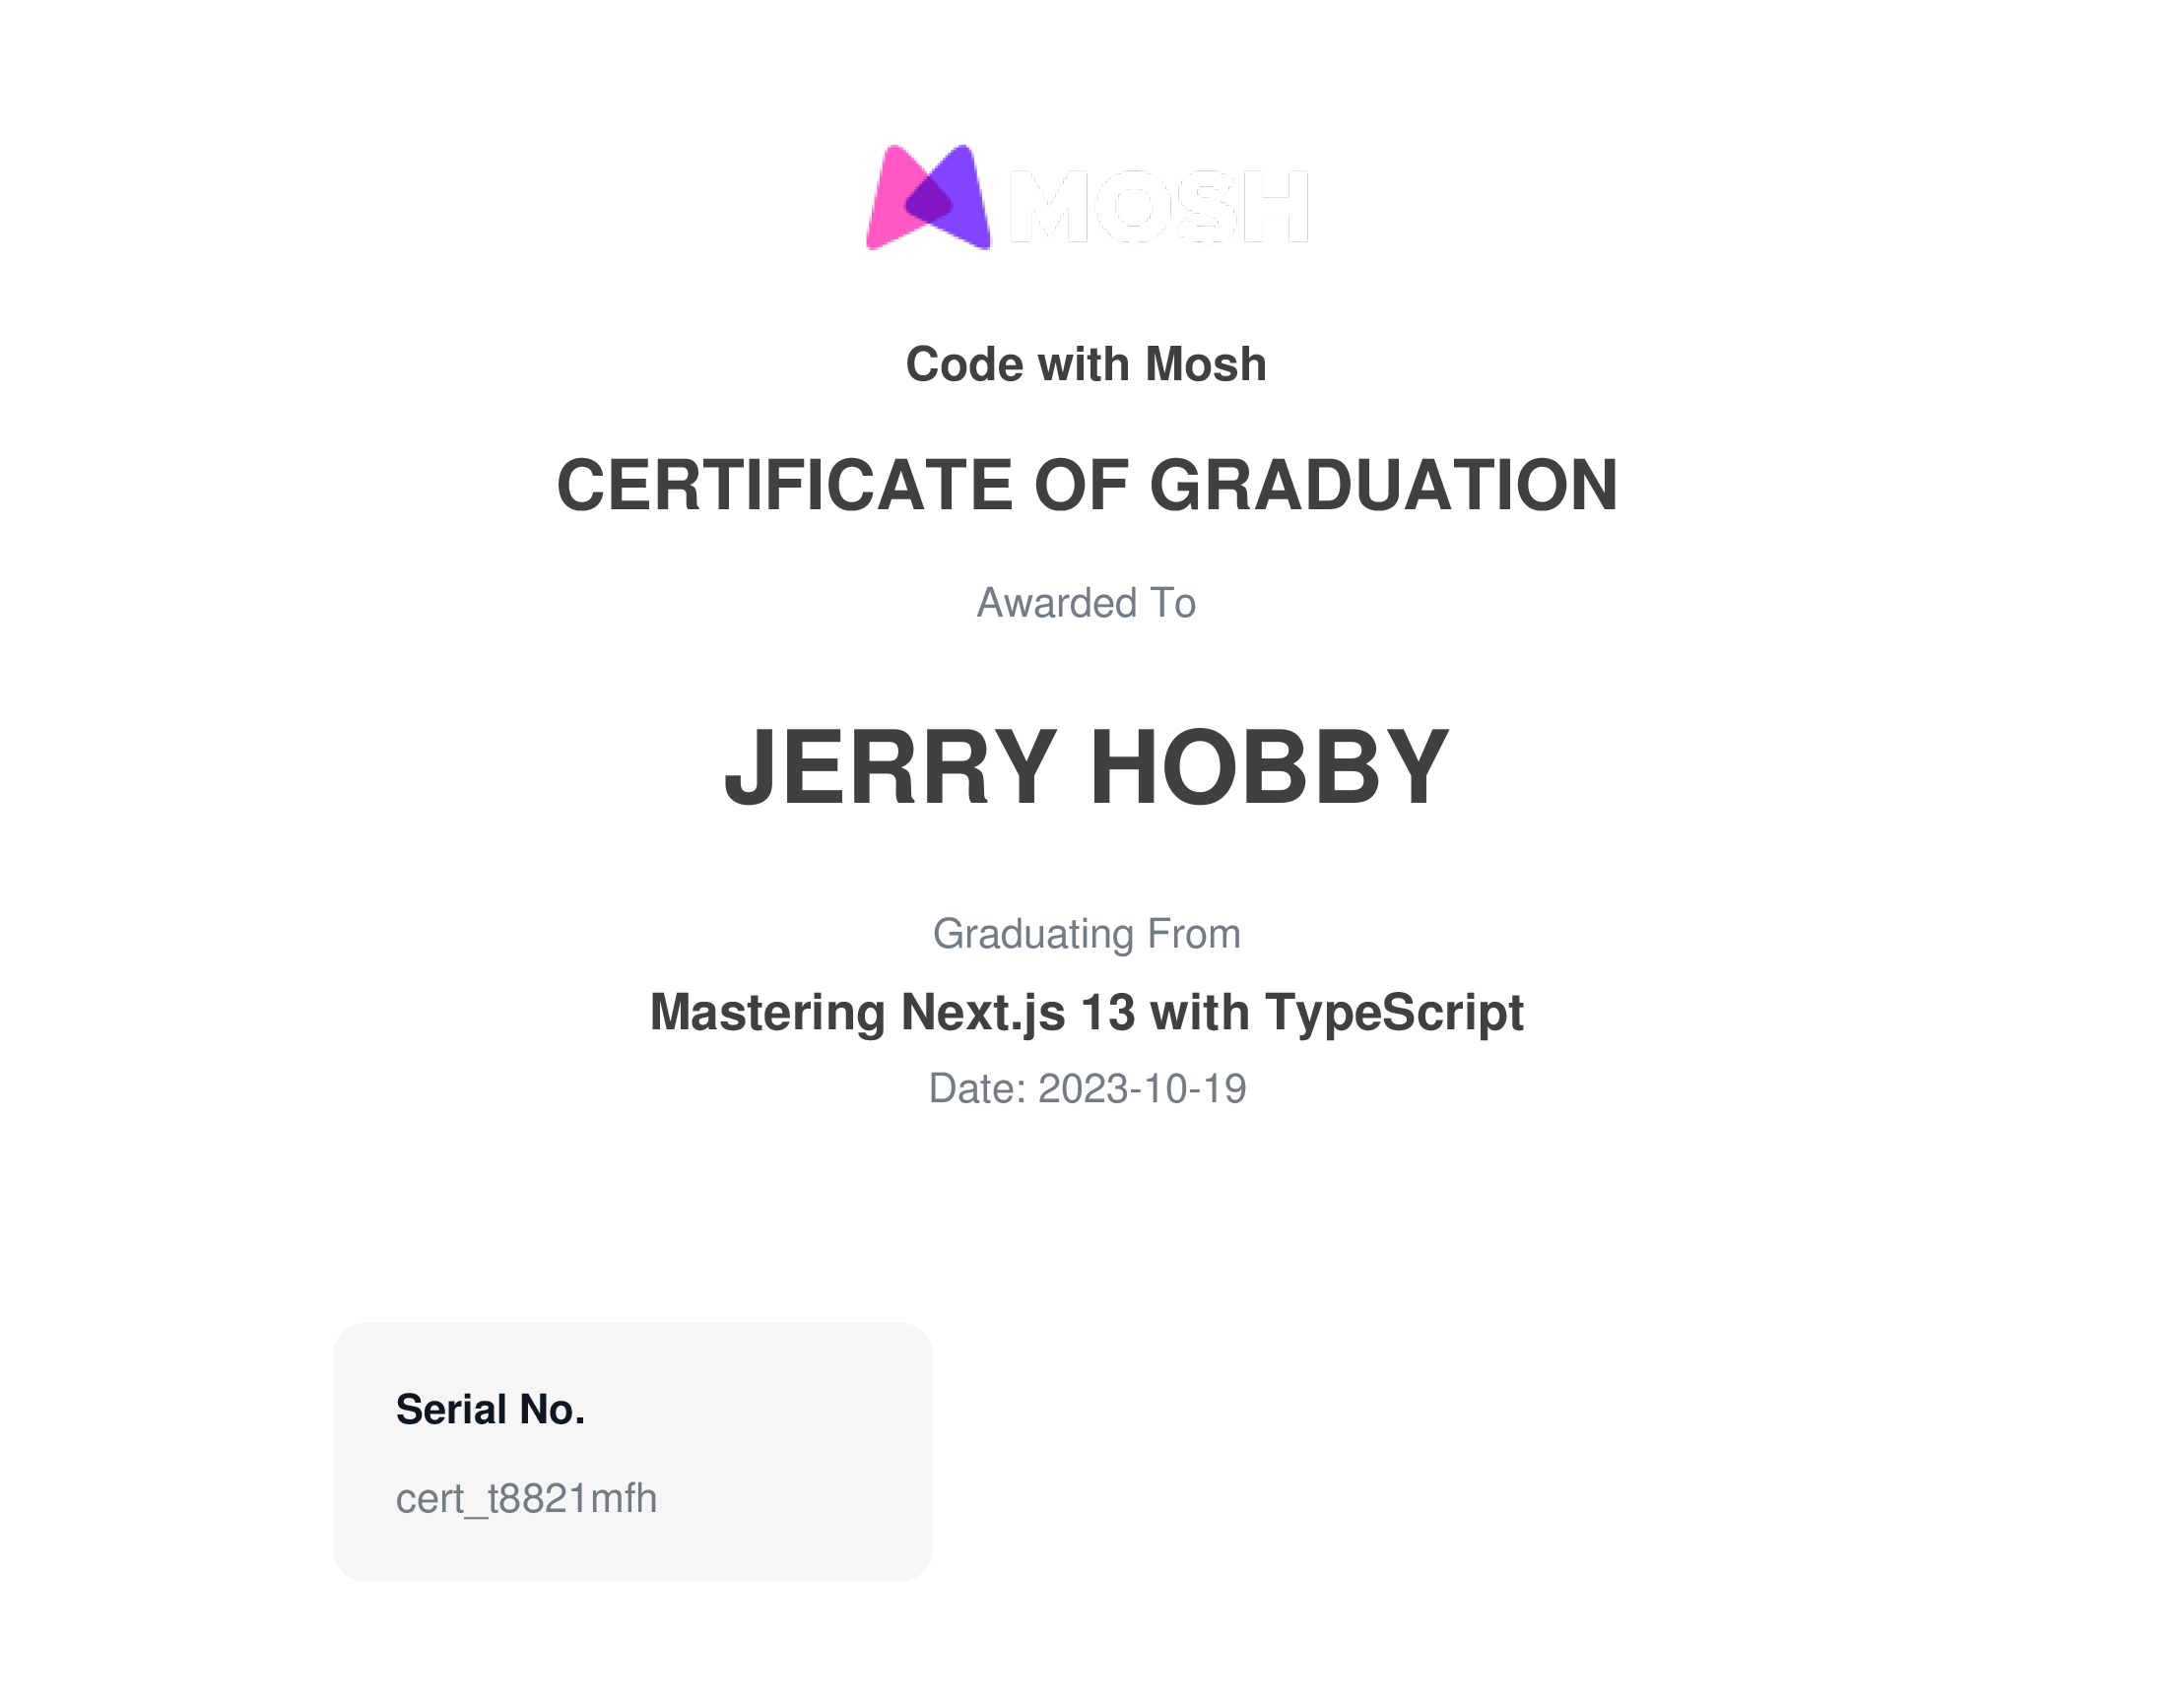 MOSH
Code with Mosh
CERTIFICATE OF GRADUATION
Awarded To
JERRY HOBBY
Graduating From
Mastering Next.js 13 with TypeScript
Date: 2023-10-19
Serial No.
cert_t8821mfh